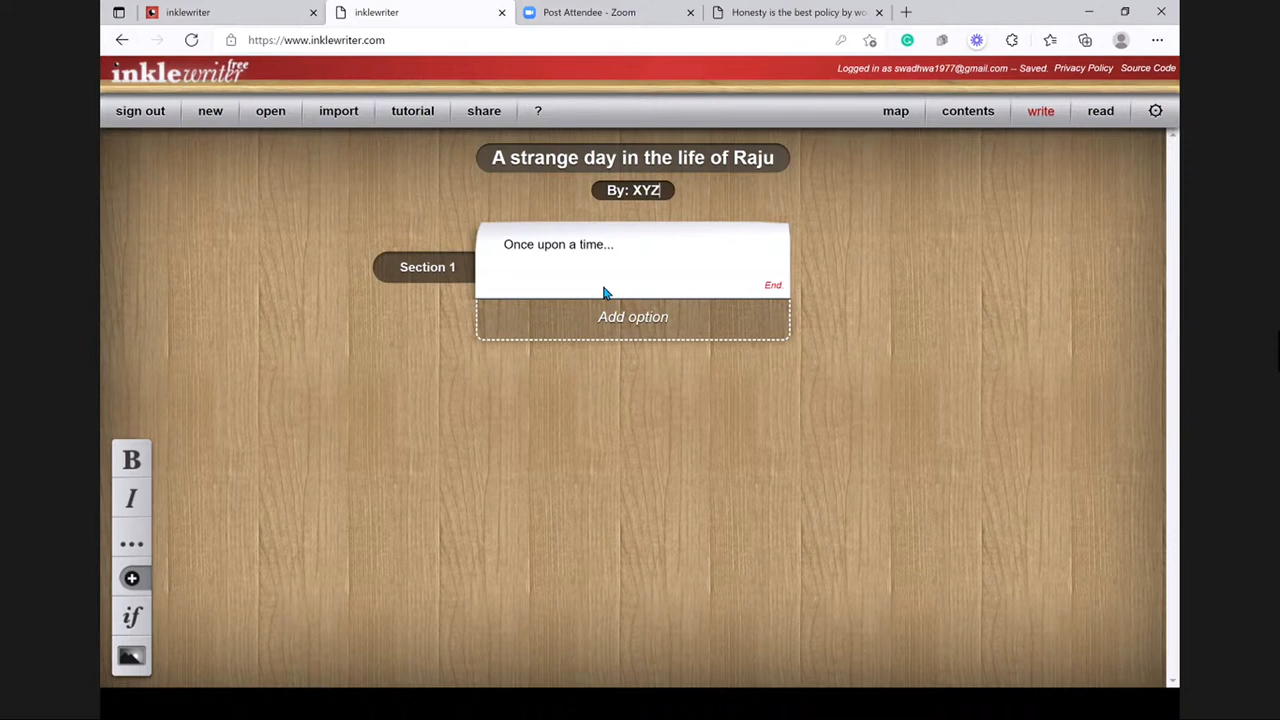 inklewriter
inklewriter
Post Attendee - Zoom
Honesty is the best policy by wo
https://www.inklewriter.com
inklewriter free
Logged in as swadhwa1977@gmail.com -- Saved. Privacy Policy Source Code
sign out new open import tutorial share ? map contents write read
A strange day in the life of Raju
By: XYZ
Once upon a time...
Section 1
End.
Add option
B
I
...
if